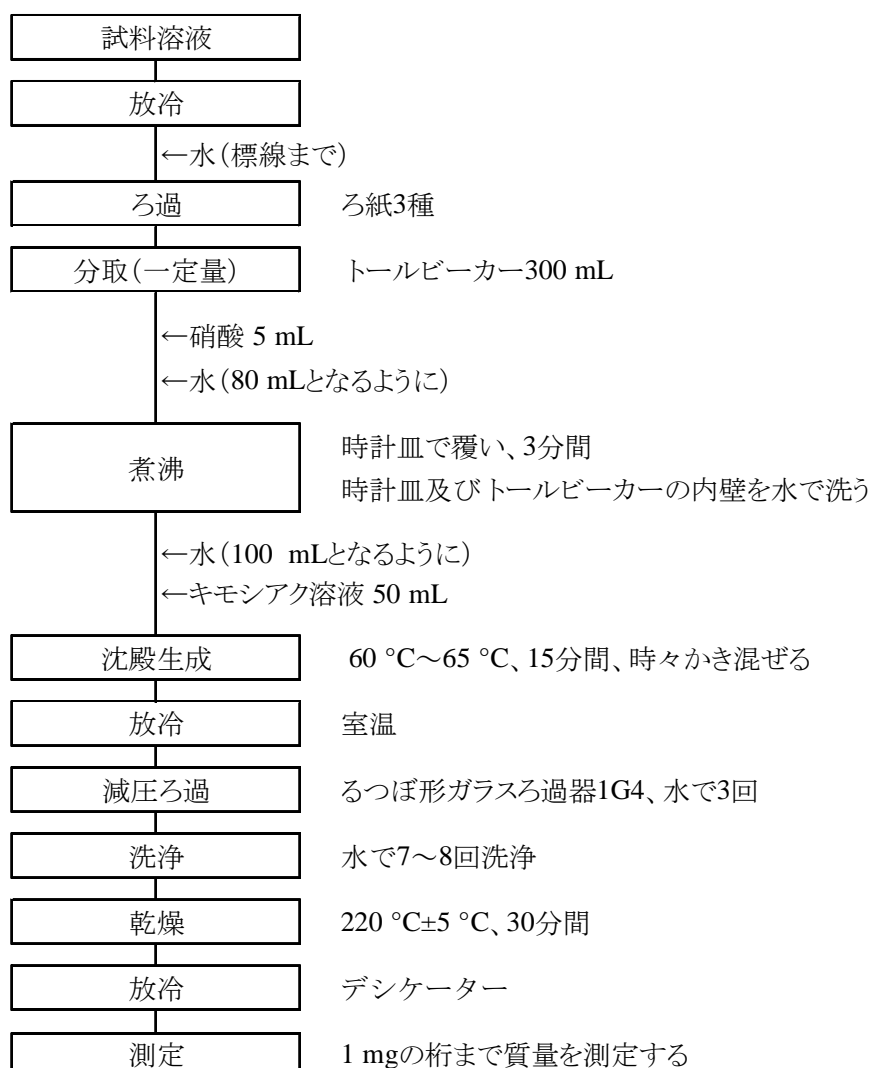 試料溶液
放冷
←水（標線まで）
ろ過 ろ紙3種
分取（一定量） トールビーカー300 mL
←硝酸 5 mL
←水（80 mLとなるように）
煮沸
時計皿で覆い、3分間
時計皿及びトールビーカーの内壁を水で洗う
←水（100 mLとなるように）
←キモシアク溶液 50 mL
沈殿生成 60 °C～65 °C、15分間、時々かき混ぜる
放冷 室温
減圧ろ過 るつぼ形ガラスろ過器1G4、水で3回
洗浄 水で7～8回洗浄
乾燥 220 °C±5 °C、30分間
放冷 デシケーター
測定 1 mgの桁まで質量を測定する